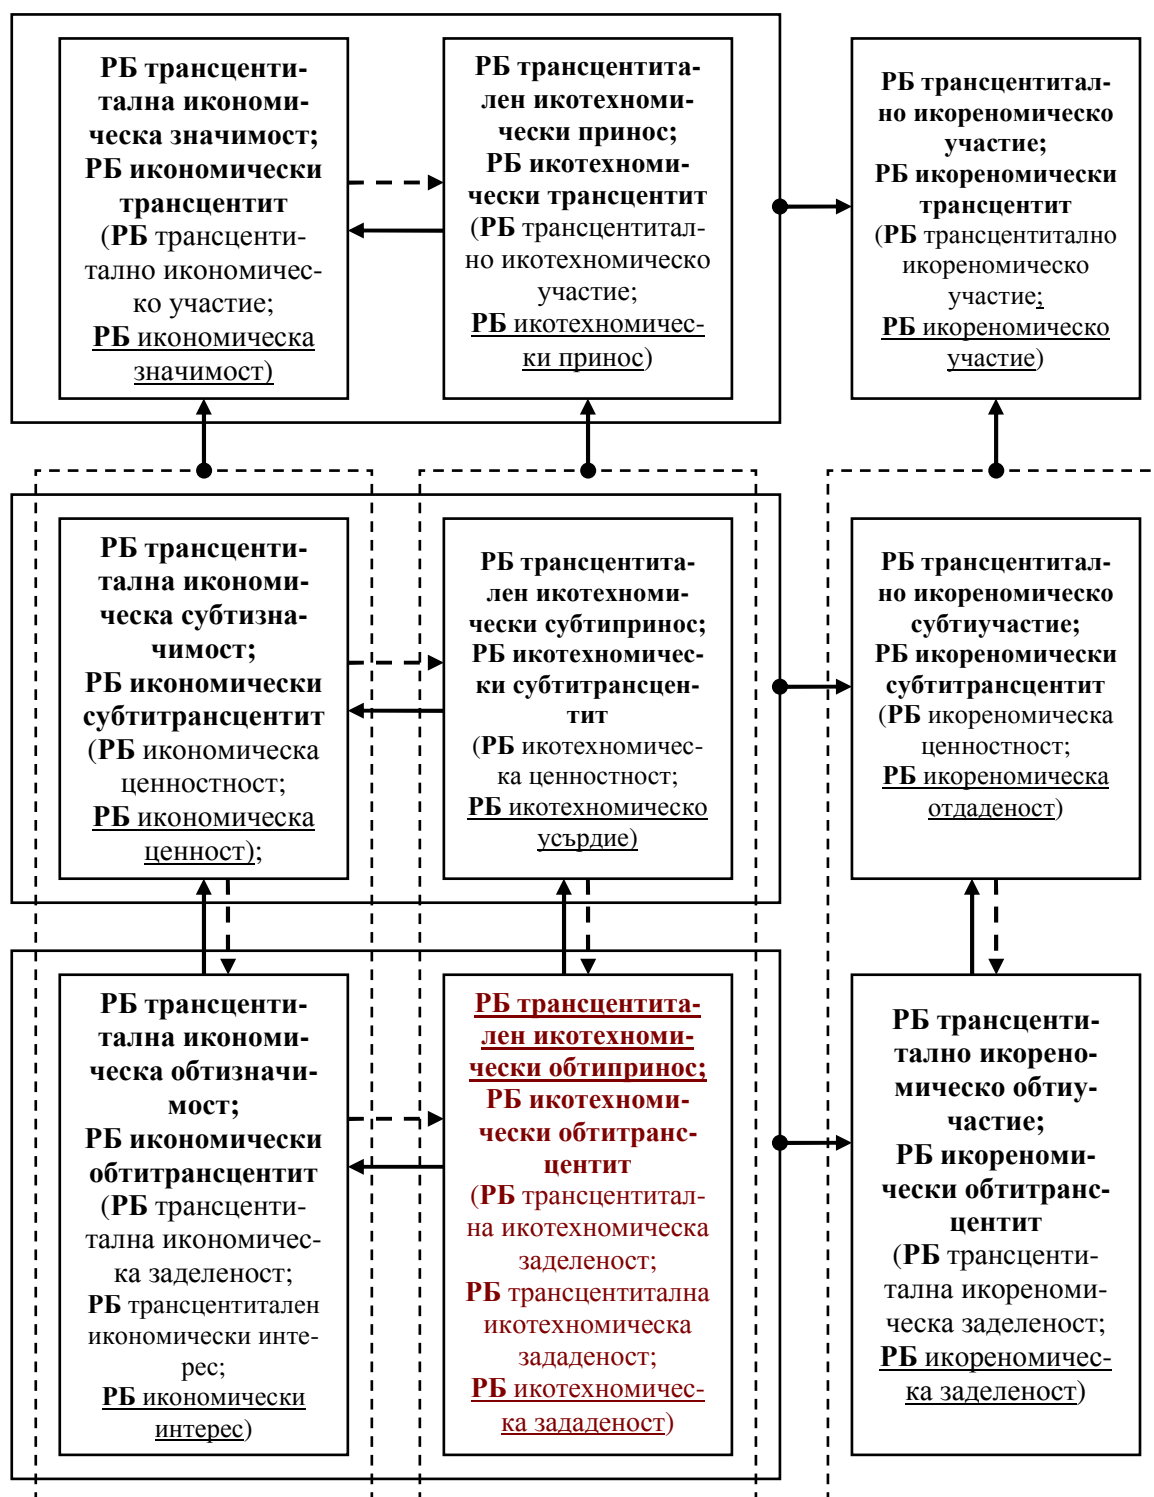 РБ трансценти-
тална икономи-
ческа значимост;
РБ икономически
трансцентит
(РБ трансценти-
тално икономичес-
ко участие;
РБ икономическа
значимост)
РБ трансцентита-
лен икотехноми-
чески принос;
РБ икотехноми-
чески трансцентит
(РБ трансцентитал-
но икотехномическо
участие;
РБ икотехномичес-
ки принос)
РБ трансцентитал-
но икореномическо
участие;
РБ икореномически
трансцентит
(РБ трансцентитално
икореномическо
участие;
РБ икореномическо
участие)
РБ трансценти-
тална икономи-
ческа субтизна-
чимост;
РБ икономически
субтитрансцентит
(РБ икономическа
ценностност;
РБ икономическа
ценност);
РБ трансцентита-
лен икотехноми-
чески субтипринос;
РБ икотехномичес-
ки субтитрансцен-
тит
(РБ икотехномичес-
ка ценностност;
РБ икотехномическо
усърдие)
РБ трансцентитал-
но икореномическо
субтиучастие;
РБ икореномически
субтитрансцентит
(РБ икореномическа
ценностност;
РБ икореномическа
отдаденост)
РБ трансценти-
тална икономи-
ческа обтизначи-
мост;
РБ икономически
обтитрансцентит
(РБ трансценти-
тална икономичес-
ка заделеност;
РБ трансцентитален
икономически инте-
рес;
РБ икономически
интерес)
РБ трансцентита-
лен икотехноми-
чески обтипринос;
РБ икотехноми-
чески обтитранс-
центит
(РБ трансцентитал-
на икотехномическа
заделеност;
РБ трансцентитална
икотехномическа
зададеност;
РБ икотехномичес-
ка зададеност)
РБ трансценти-
тално икорено-
мическо обтиу-
частие;
РБ икореноми-
чески обтитранс-
центит
(РБ трансценти-
тална икореноми-
ческа заделеност;
РБ икореномичес-
ка заделеност)